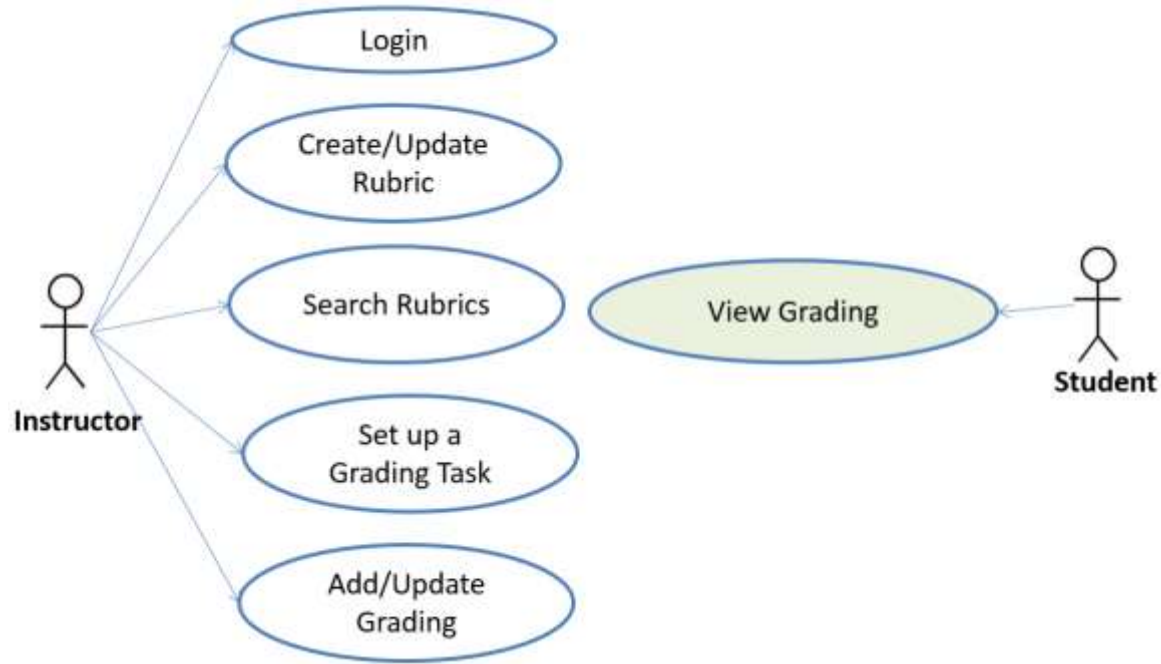 Login
Create/Update
Rubric
Search Rubrics
View Grading
Student
Instructor
Set up a
Grading Task
Add/Update
Grading